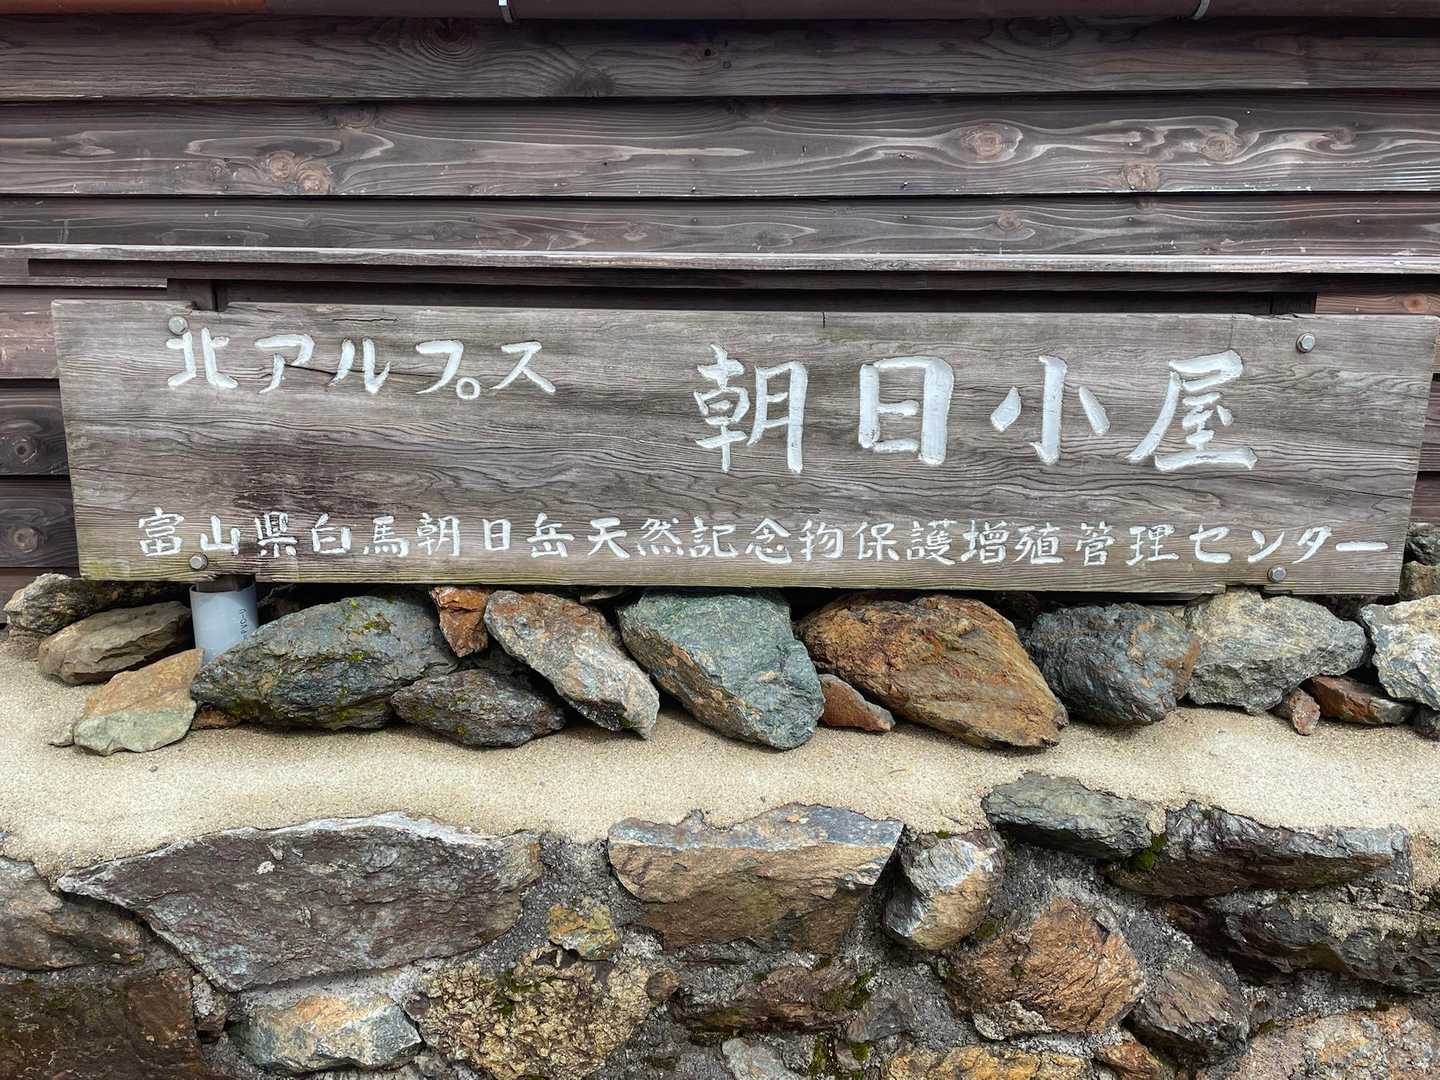 北アルプス 朝日小屋
富山県白馬朝日岳天然記念物保護増殖管理センター